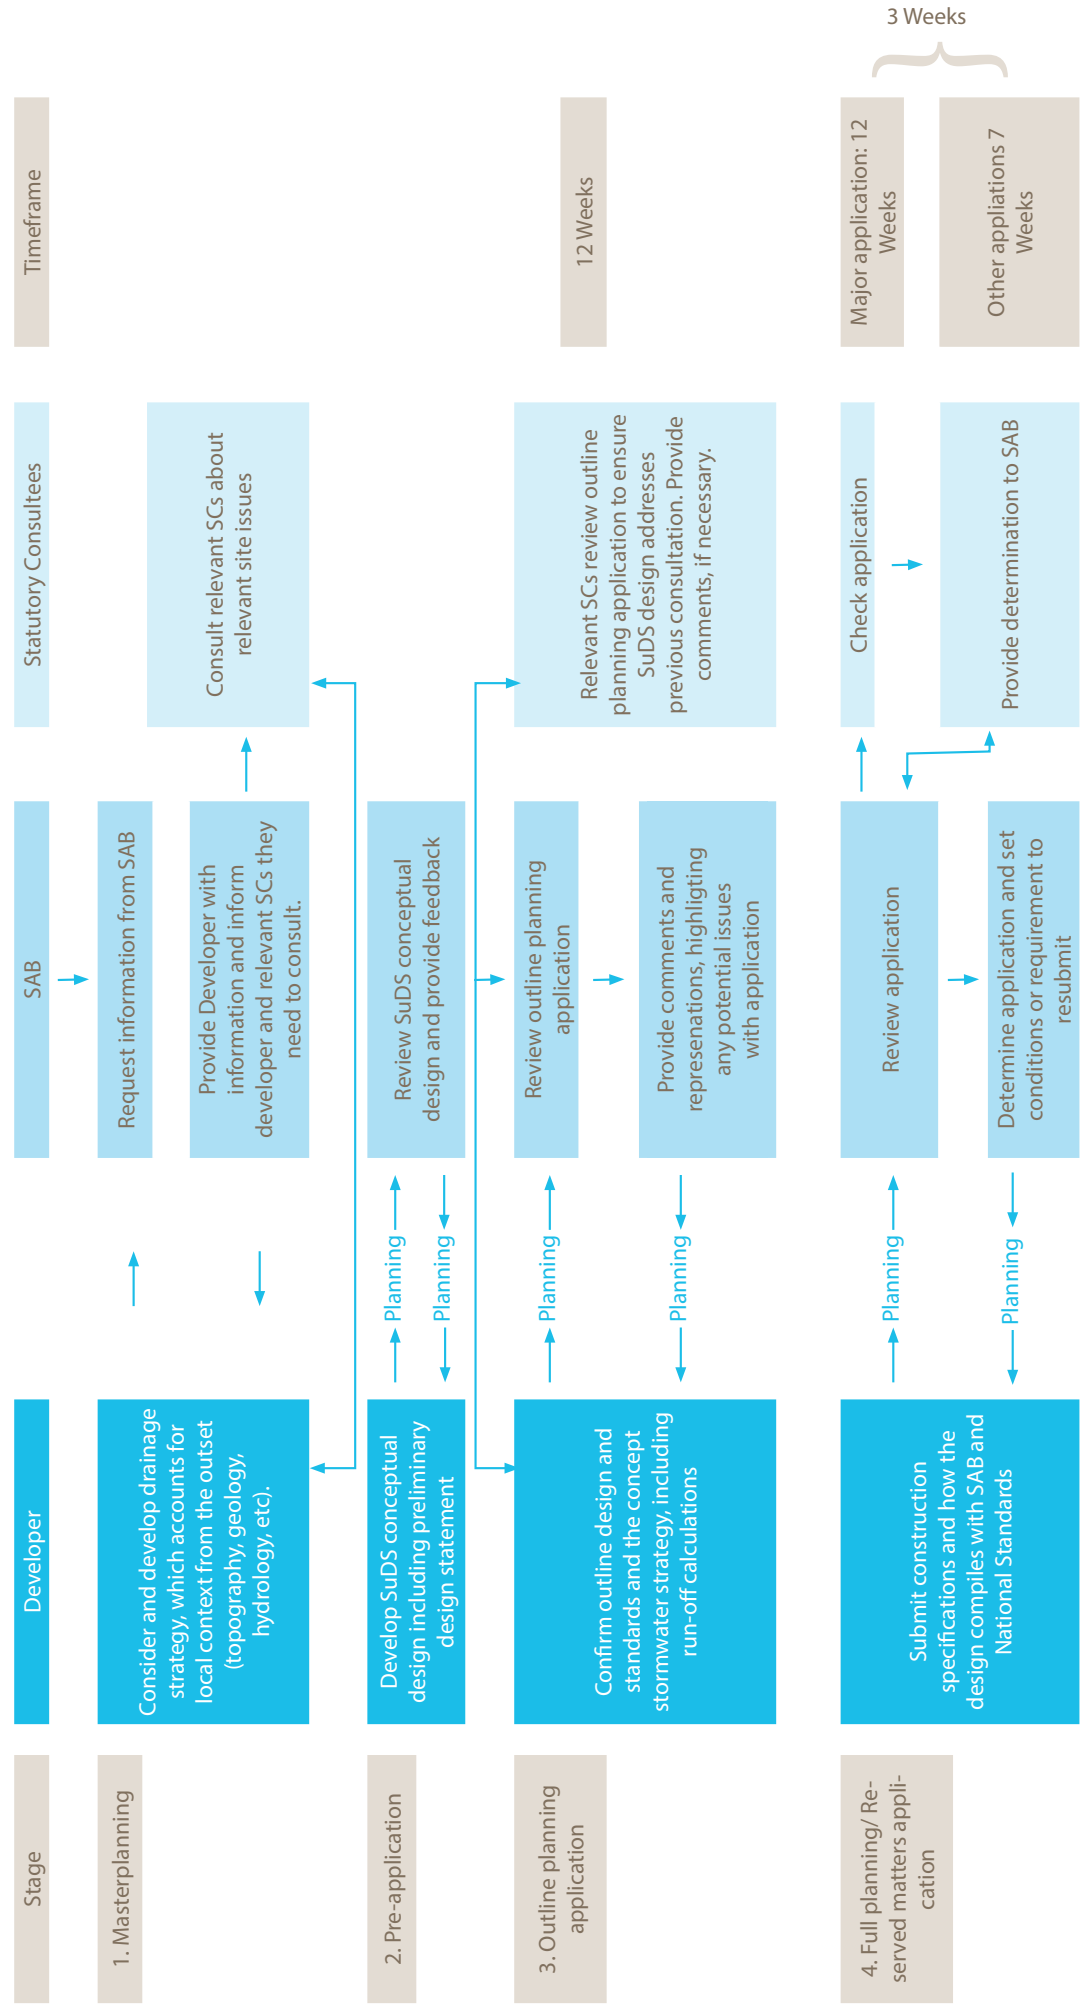 Stage
Developer
SAB
Statutory Consultees
Timeframe
1. Masterplanning
Consider and develop drainage
strategy, which accounts for
local context from the outset
(topography, geology,
hydrology, etc).
Request information from SAB
Provide Developer with
information and inform
developer and relevant SCs they
need to consult.
Consult relevant SCs about
relevant site issues
2. Pre-application
Develop SuDS conceptual
design including preliminary
design statement
Planning
Planning
Review SuDS conceptual
design and provide feedback
3. Outline planning
application
Confirm outline design and
standards and the concept
stormwater strategy, including
run-off calculations
Planning
Planning
Review outline planning
application
Provide comments and
represenations, highligting
any potential issues
with application
Relevant SCs review outline
planning application to ensure
SuDS design addresses
previous consultation. Provide
comments, if necessary.
12 Weeks
4. Full planning/ Re-
served matters appli-
cation
Submit construction
specifications and how the
design compiles with SAB and
National Standards
Planning
Planning
Review application
Determine application and set
conditions or requirement to
resubmit
Check application
Provide determination to SAB
Major application: 12
Weeks
Other appliations 7
Weeks
3 Weeks